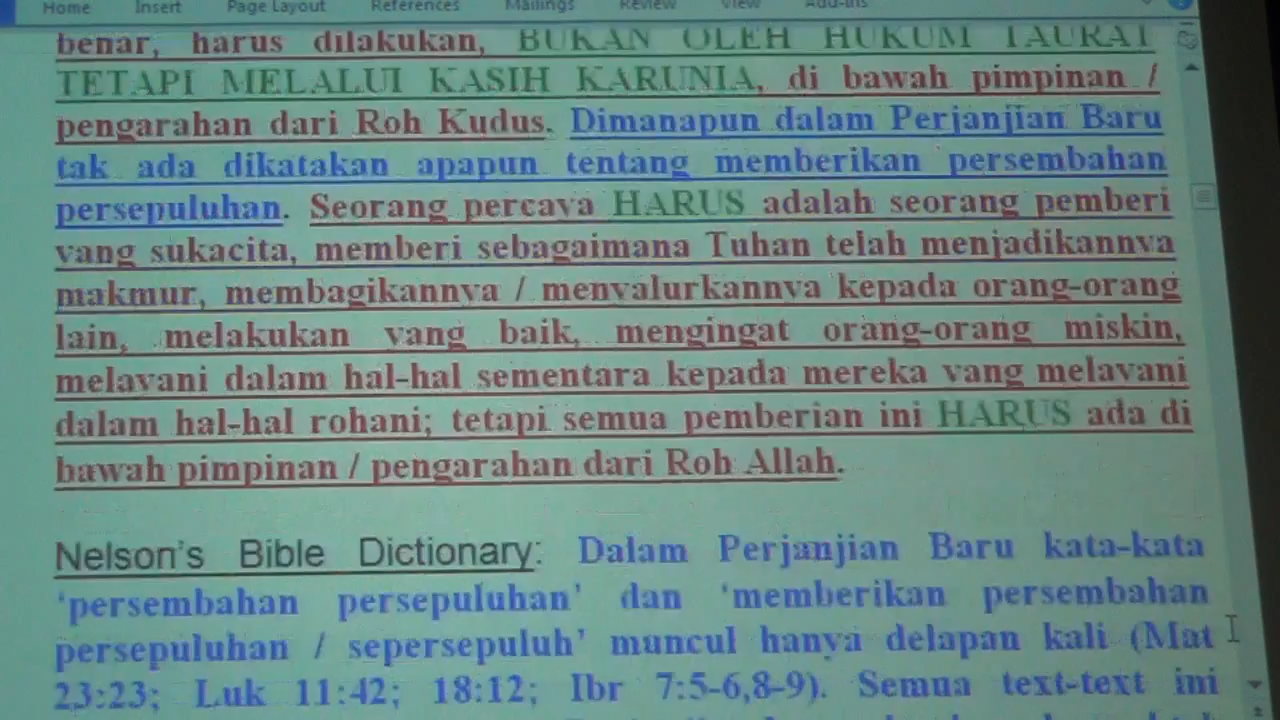 Home Insert Page Layout References Mailings Review View Add-Ins
benar, harus dilakukan, BUKAN OLEH HUKUM TAURAT
TETAPI MELALUI KASIH KARUNIA, di bawah pimpinan /
pengarahan dari Roh Kudus. Dimanapun dalam Perjanjian Baru
tak ada dikatakan apapun tentang memberikan persembahan
persepuluhan. Seorang percaya HARUS adalah seorang pemberi
yang sukacita, memberi sebagaimana Tuhan telah menjadikannya
makmur, membagikannya / menyalurkannya kepada orang-orang
lain, melakukan yang baik, mengingat orang-orang miskin,
melayani dalam hal-hal sementara kepada mereka yang melayani
dalam hal-hal rohani; tetapi semua pemberian ini HARUS ada di
bawah pimpinan / pengarahan dari Roh Allah.
Nelson's Bible Dictionary: Dalam Perjanjian Baru kata-kata
'persembahan persepuluhan' dan 'memberikan persembahan
persepuluhan / sepersepuluh' muncul hanya delapan kali (Mat
23:23; Luk 11:42; 18:12; Ibr 7:5-6,8-9). Semua text-text ini